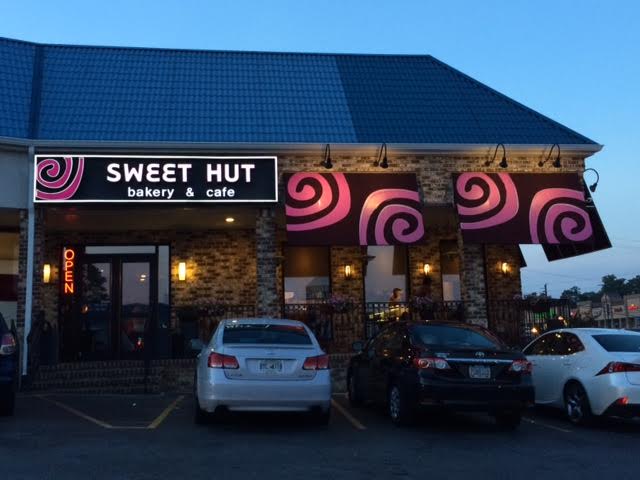 SWEET HUT
bakery & cafe
OPEN